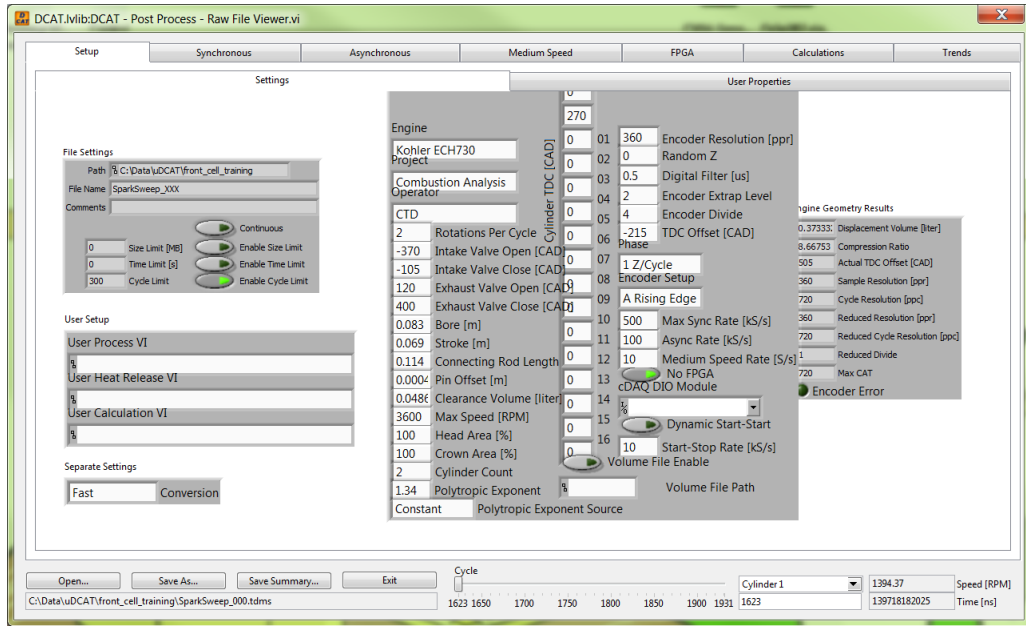 DCAT.lvlib:DCAT - Post Process - Raw File Viewer.vi
Setup Synchronous Asynchronous Medium Speed FPGA Calculations Trends
Settings User Properties
File Settings
Path C:\Data\uDCAT\front_cell_training
File Name SparkSweep_XXX
Comments
Continuous
0 Size Limit [MB] Enable Size Limit
0 Time Limit [s] Enable Time Limit
300 Cycle Limit Enable Cycle Limit
User Setup
User Process VI
User Heat Release VI
User Calculation VI
Separate Settings
Fast Conversion
Engine
Kohler ECH730
Project
Combustion Analysis
Operator
CTD
2 Rotations Per Cycle
-370 Intake Valve Open [CAD]
-105 Intake Valve Close [CAD]
120 Exhaust Valve Open [CAD]
400 Exhaust Valve Close [CAD]
0.083 Bore [m]
0.069 Stroke [m]
0.114 Connecting Rod Length
0.0004 Pin Offset [m]
0.0486 Clearance Volume [liter]
3600 Max Speed [RPM]
100 Head Area [%]
100 Crown Area [%]
2 Cylinder Count
1.34 Polytropic Exponent
Constant Polytropic Exponent Source
Cylinder TDC [CAD]
0
270
0 01
0 02
0 03
0 04
0 05
0 06
0 07
0 08
0 09
0 10
0 11
0 12
0 13
0 14
0 15
0 16
Volume File Enable
Volume File Path
360 Encoder Resolution [ppr]
0 Random Z
0.5 Digital Filter [us]
2 Encoder Extrap Level
4 Encoder Divide
-215 TDC Offset [CAD]
Phase
1 Z/Cycle
Encoder Setup
A Rising Edge
500 Max Sync Rate [kS/s]
100 Async Rate [kS/s]
10 Medium Speed Rate [S/s]
No FPGA
cDAQ DIO Module
Dynamic Start-Start
10 Start-Stop Rate [kS/s]
ngine Geometry Results
0.37333: Displacement Volume [liter]
8.66753 Compression Ratio
505 Actual TDC Offset [CAD]
360 Sample Resolution [ppr]
720 Cycle Resolution [ppc]
360 Reduced Resolution [ppr]
720 Reduced Cycle Resolution [ppc]
1 Reduced Divide
720 Max CAT
Encoder Error
Open... Save As... Save Summary... Exit
C:\Data\uDCAT\front_cell_training\SparkSweep_000.tdms
Cycle
1623 1650 1700 1750 1800 1850 1900 1931
Cylinder 1 1394.37 Speed [RPM]
1623 139718182025 Time [ns]